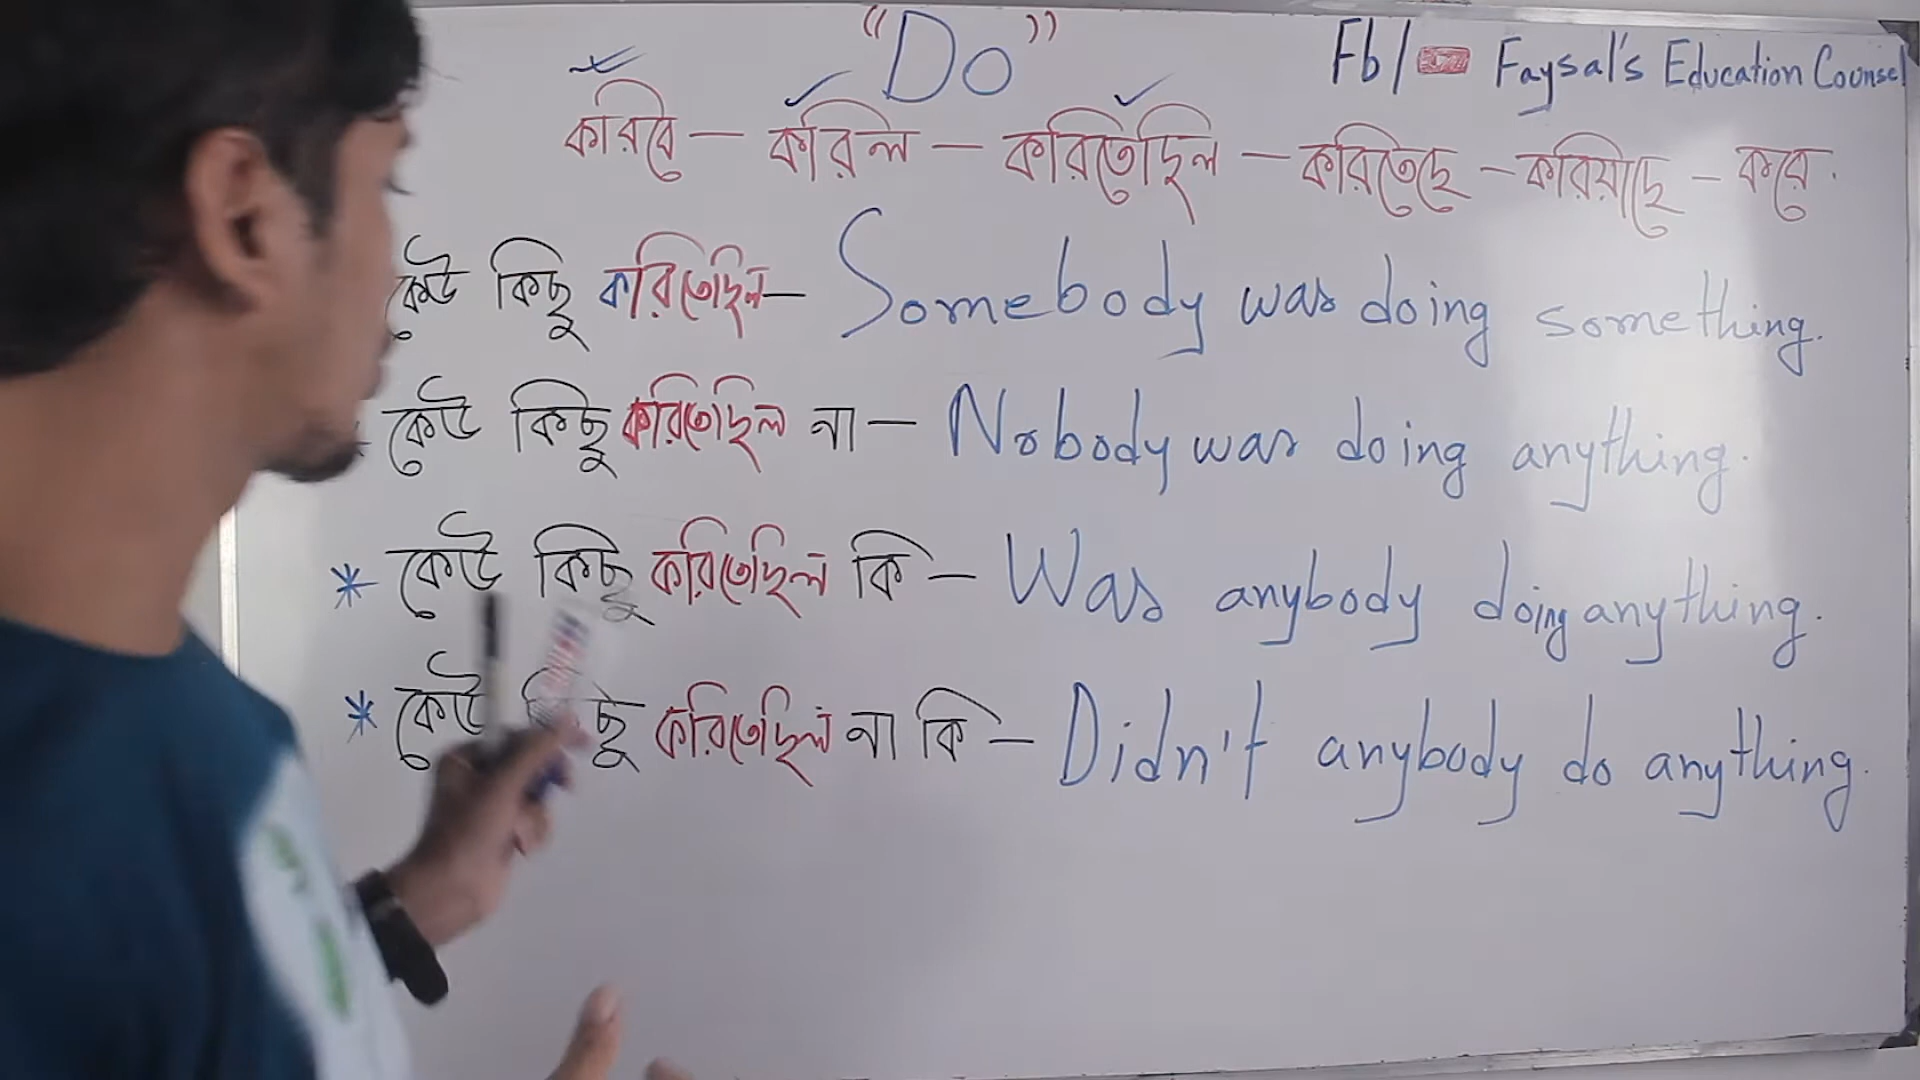 "Do"
Fb/ Faysal's Education Counsel
করিবে – করিল – করিতেছিল – করিতেছে – করিয়াছে – করে.
কেউ কিছু করিতেছিল – Somebody was doing something.
কেউ কিছু করিতেছিল না – Nobody was doing anything.
* কেউ কিছু করিতেছিল কি – Was anybody doing anything.
* কেউ কিছু করিতেছিল না কি – Didn't anybody do anything.